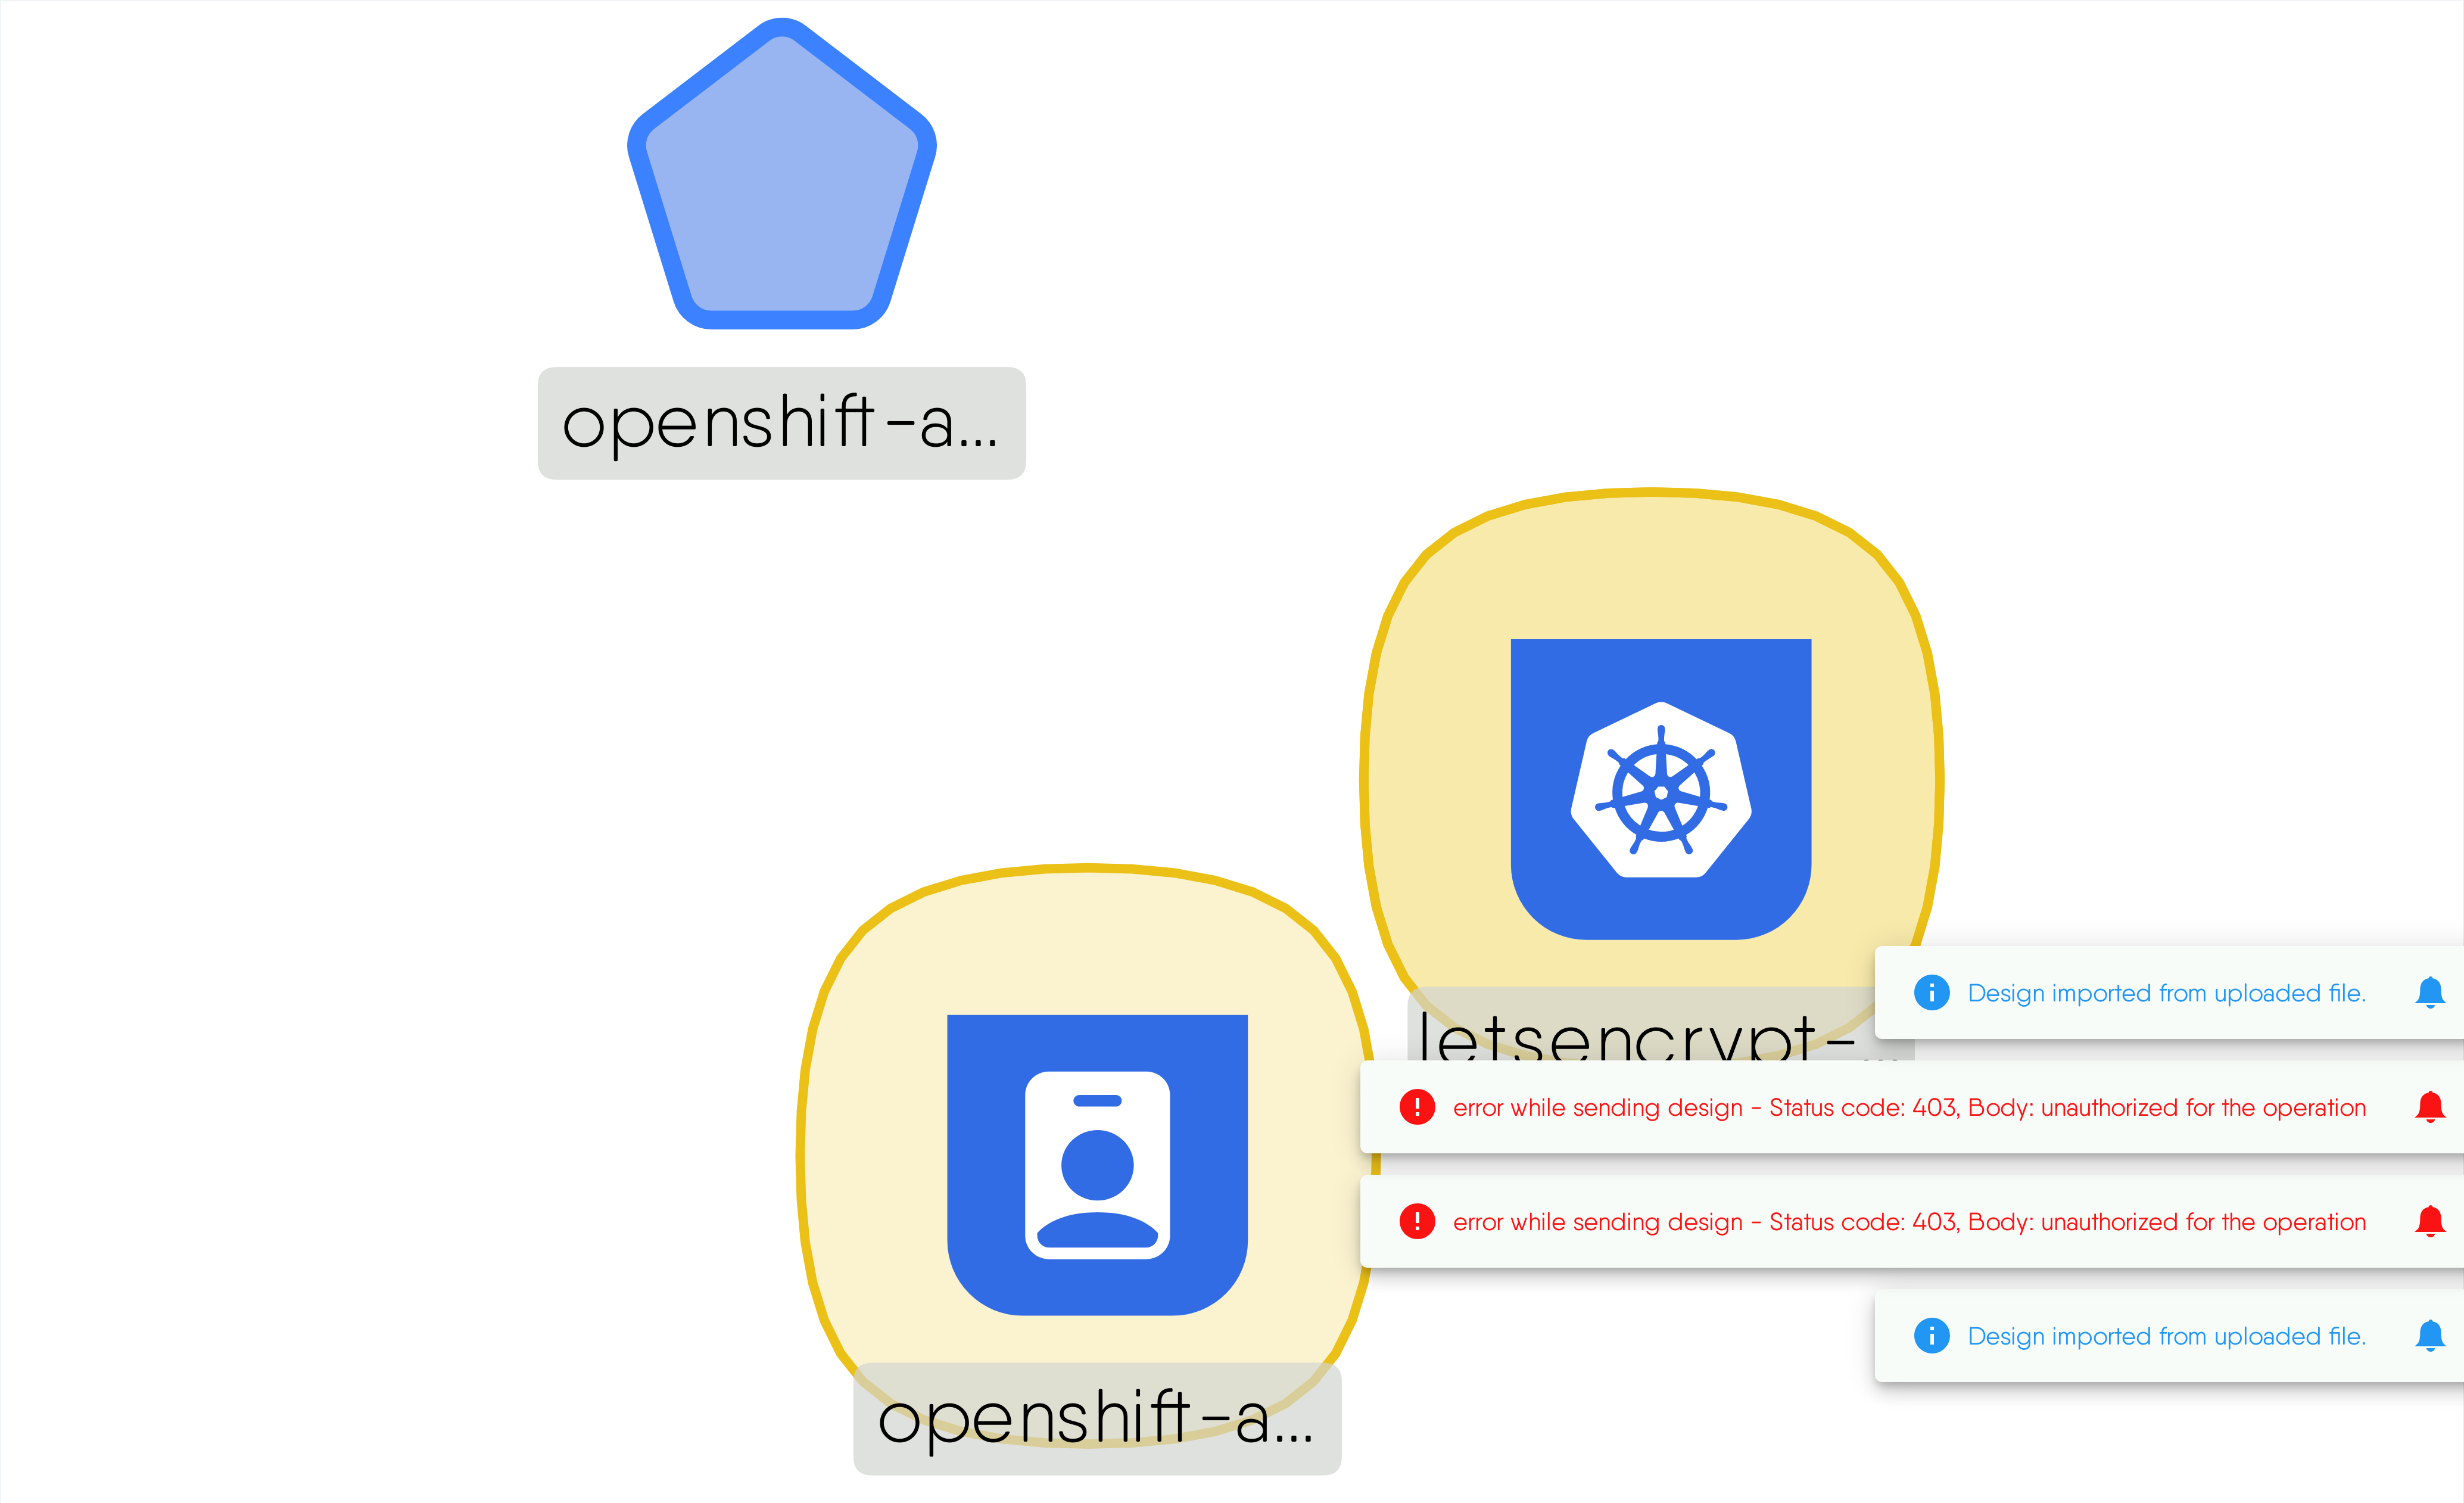 openshift-a...
letsencrypt-...
Design imported from uploaded file.
error while sending design - Status code: 403, Body: unauthorized for the operation
error while sending design - Status code: 403, Body: unauthorized for the operation
Design imported from uploaded file.
openshift-a...